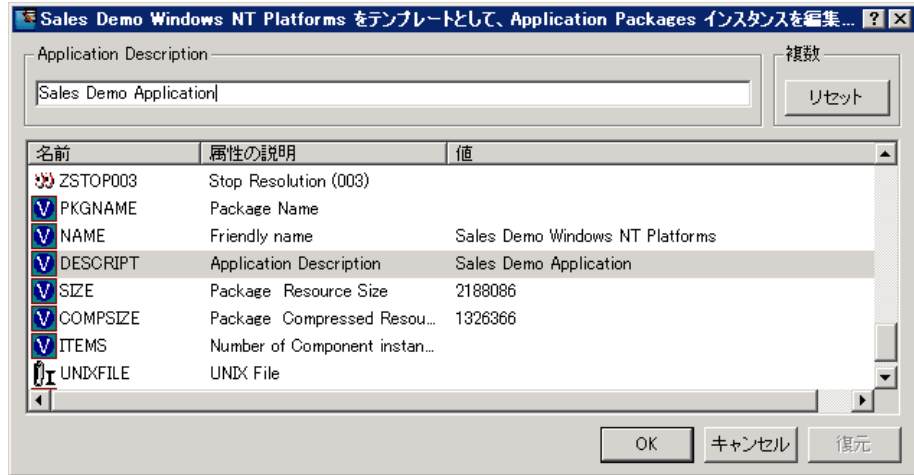 Sales Demo Windows NT Platforms をテンプレートとして、Application Packages インスタンスを編集...
Application Description
複数
Sales Demo Application
リセット
名前 属性の説明 値
ZSTOP003 Stop Resolution (003)
PKGNAME Package Name
NAME Friendly name Sales Demo Windows NT Platforms
DESCRIPT Application Description Sales Demo Application
SIZE Package Resource Size 2188086
COMPSIZE Package Compressed Resou... 1326366
ITEMS Number of Component instan...
UNIXFILE UNIX File
OK キャンセル 復元